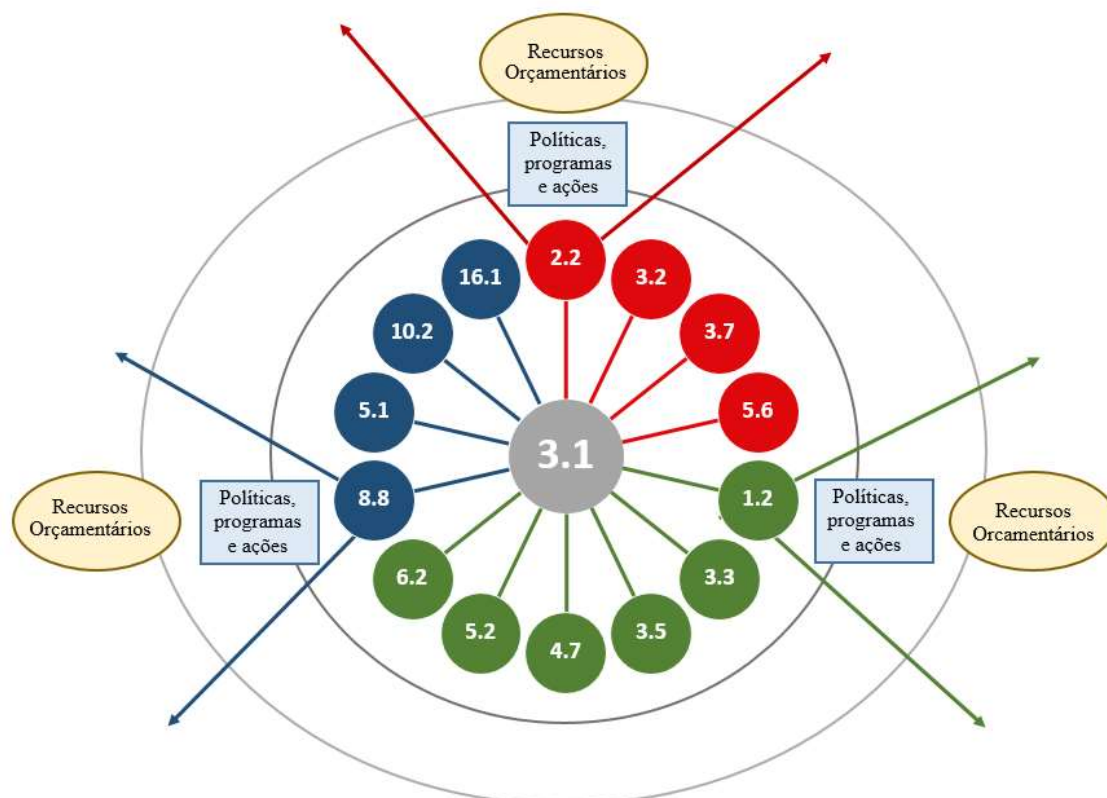 Recursos
Orçamentários
Políticas,
programas
e ações
2.2
16.1
3.2
10.2
3.7
5.1
5.6
3.1
8.8
1.2
Recursos
Orçamentários
Políticas,
programas
e ações
Políticas,
programas
e ações
Recursos
Orcamentários
6.2
3.3
5.2
3.5
4.7